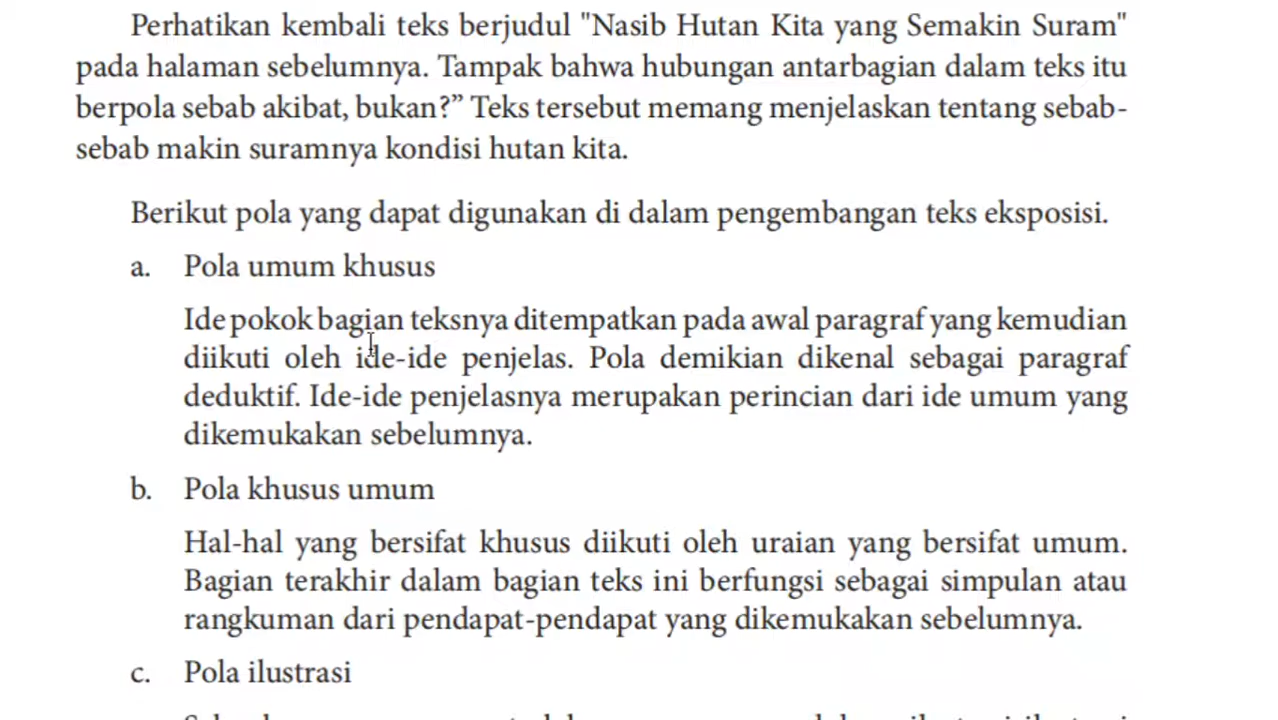 Perhatikan kembali teks berjudul "Nasib Hutan Kita yang Semakin Suram"
pada halaman sebelumnya. Tampak bahwa hubungan antarbagian dalam teks itu
berpola sebab akibat, bukan?” Teks tersebut memang menjelaskan tentang sebab-
sebab makin suramnya kondisi hutan kita.
Berikut pola yang dapat digunakan di dalam pengembangan teks eksposisi.
a. Pola umum khusus
Ide pokok bagian teksnya ditempatkan pada awal paragraf yang kemudian
diikuti oleh ide-ide penjelas. Pola demikian dikenal sebagai paragraf
deduktif. Ide-ide penjelasnya merupakan perincian dari ide umum yang
dikemukakan sebelumnya.
b. Pola khusus umum
Hal-hal yang bersifat khusus diikuti oleh uraian yang bersifat umum.
Bagian terakhir dalam bagian teks ini berfungsi sebagai simpulan atau
rangkuman dari pendapat-pendapat yang dikemukakan sebelumnya.
c. Pola ilustrasi